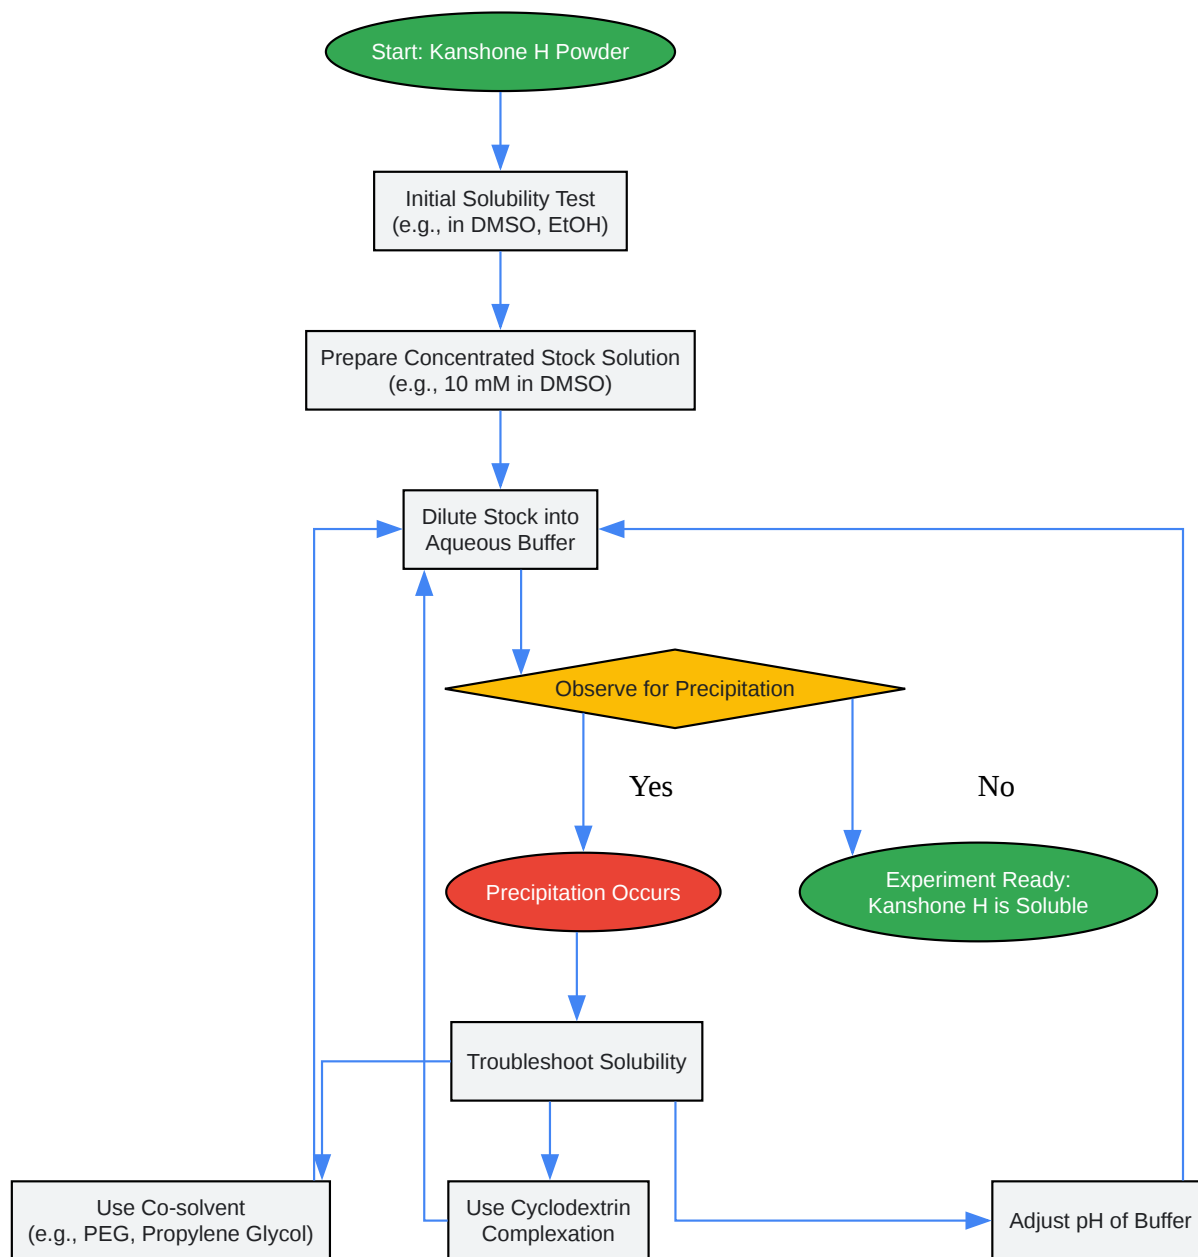 Start: Kanshone H Powder
Initial Solubility Test
(e.g., in DMSO, EtOH)
Prepare Concentrated Stock Solution
(e.g., 10 mM in DMSO)
Dilute Stock into
Aqueous Buffer
Observe for Precipitation
Yes
No
Precipitation Occurs
Experiment Ready:
Kanshone H is Soluble
Troubleshoot Solubility
Use Co-solvent
(e.g., PEG, Propylene Glycol)
Use Cyclodextrin
Complexation
Adjust pH of Buffer